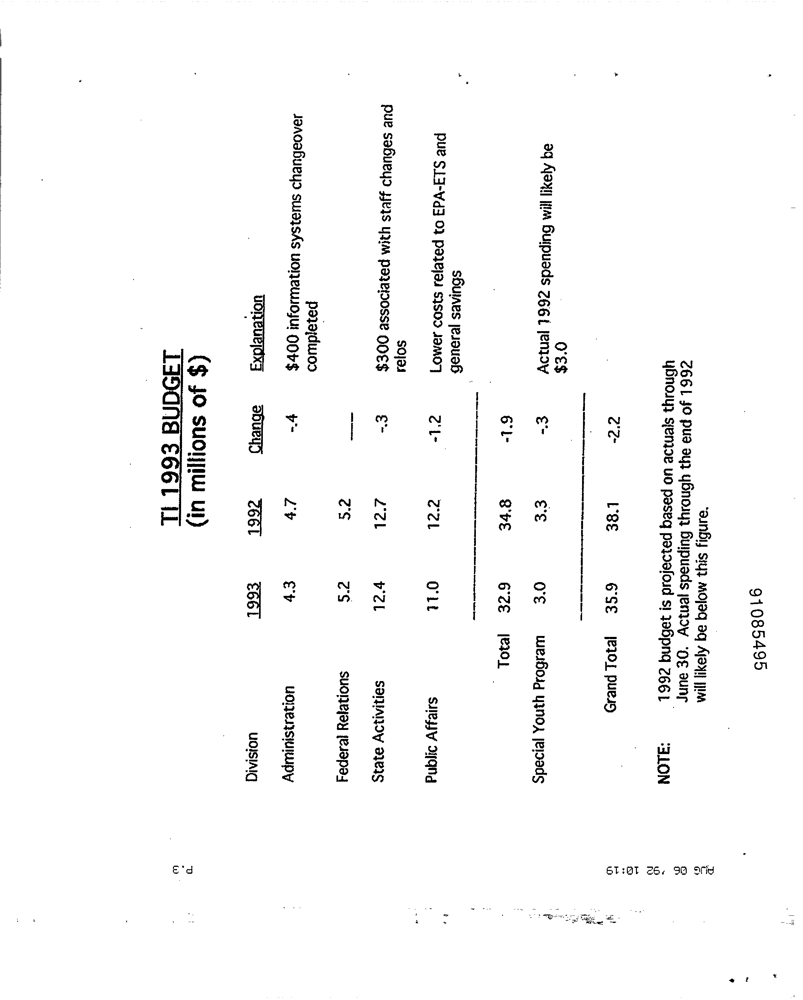 TI 1993 BUDGET
(in millions of $)
Division 1993 1992 Change Explanation
Administration 4.3 4.7 -.4 $400 information systems changeover
completed
Federal Relations 5.2 5.2 —
State Activities 12.4 12.7 -.3 $300 associated with staff changes and
relos
Public Affairs 11.0 12.2 -1.2 Lower costs related to EPA-ETS and
general savings
Total 32.9 34.8 -1.9
Special Youth Program 3.0 3.3 -.3 Actual 1992 spending will likely be
$3.0
Grand Total 35.9 38.1 -2.2
NOTE: 1992 budget is projected based on actuals through
June 30. Actual spending through the end of 1992
will likely be below this figure.
91085495
P.3
AUG 06 '92 10:19